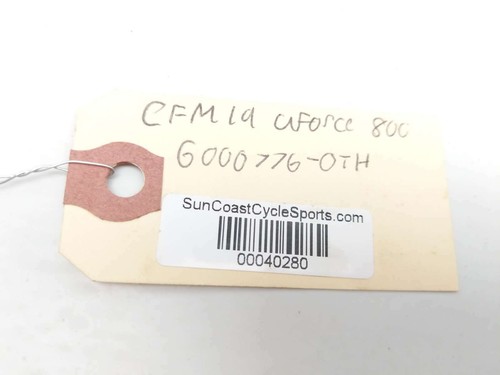 CFM19 UForce 800
6000776-OTH
SunCoastCycleSports.com
00040280